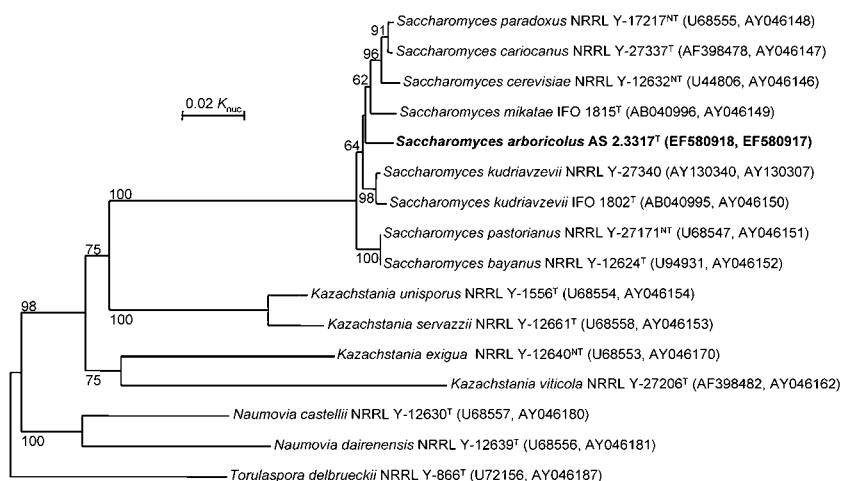 Saccharomyces paradoxus NRRL Y-17217ᴺᵀ (U68555, AY046148)
91
Saccharomyces cariocanus NRRL Y-27337ᵀ (AF398478, AY046147)
96
Saccharomyces cerevisiae NRRL Y-12632ᴺᵀ (U44806, AY046146)
62
0.02 Knuc
Saccharomyces mikatae IFO 1815ᵀ (AB040996, AY046149)
Saccharomyces arboricolus AS 2.3317ᵀ (EF580918, EF580917)
64
Saccharomyces kudriavzevii NRRL Y-27340 (AY130340, AY130307)
100
98
Saccharomyces kudriavzevii IFO 1802ᵀ (AB040995, AY046150)
Saccharomyces pastorianus NRRL Y-27171ᴺᵀ (U68547, AY046151)
75
100
Saccharomyces bayanus NRRL Y-12624ᵀ (U94931, AY046152)
Kazachstania unisporus NRRL Y-1556ᵀ (U68554, AY046154)
98
100
Kazachstania servazzii NRRL Y-12661ᵀ (U68558, AY046153)
Kazachstania exigua NRRL Y-12640ᴺᵀ (U68553, AY046170)
75
Kazachstania viticola NRRL Y-27206ᵀ (AF398482, AY046162)
Naumovia castellii NRRL Y-12630ᵀ (U68557, AY046180)
100
Naumovia dairenensis NRRL Y-12639ᵀ (U68556, AY046181)
Torulaspora delbrueckii NRRL Y-866ᵀ (U72156, AY046187)